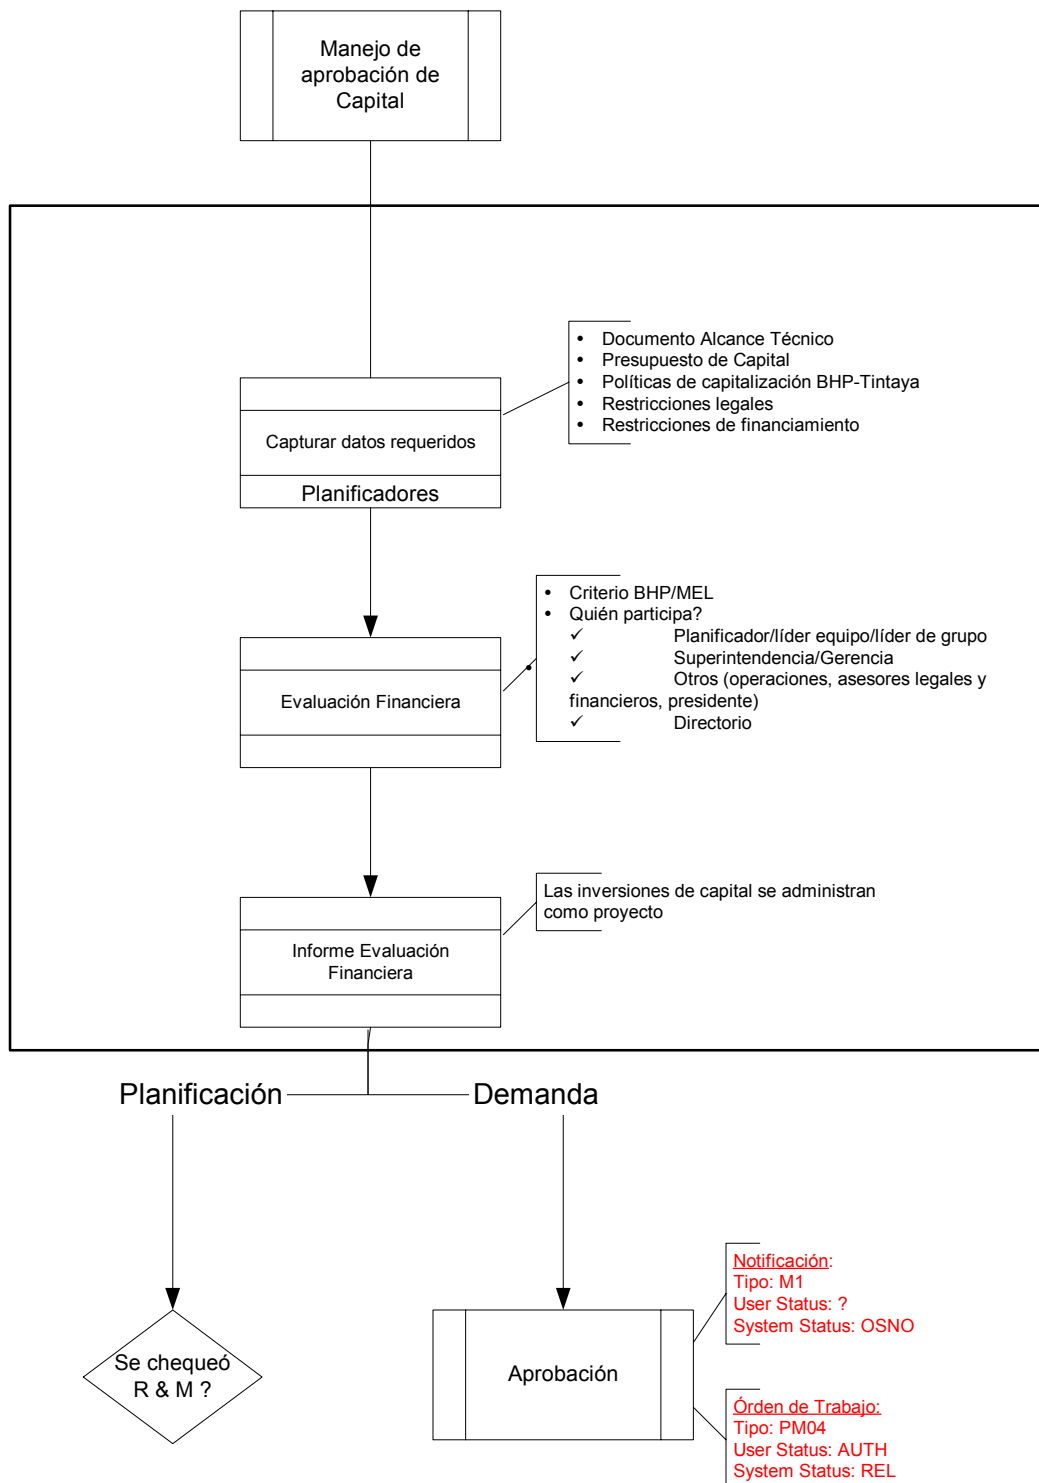 Manejo de
aprobación de
Capital
• Documento Alcance Técnico
• Presupuesto de Capital
• Políticas de capitalización BHP-Tintaya
• Restricciones legales
• Restricciones de financiamiento
Capturar datos requeridos
Planificadores
• Criterio BHP/MEL
• Quién participa?
✓ Planificador/líder equipo/líder de grupo
✓ Superintendencia/Gerencia
✓ Otros (operaciones, asesores legales y
financieros, presidente)
✓ Directorio
Evaluación Financiera
Las inversiones de capital se administran
como proyecto
Informe Evaluación
Financiera
Planificación
Demanda
Notificación:
Tipo: M1
User Status: ?
System Status: OSNO
Se chequeó
R & M ?
Aprobación
Órden de Trabajo:
Tipo: PM04
User Status: AUTH
System Status: REL